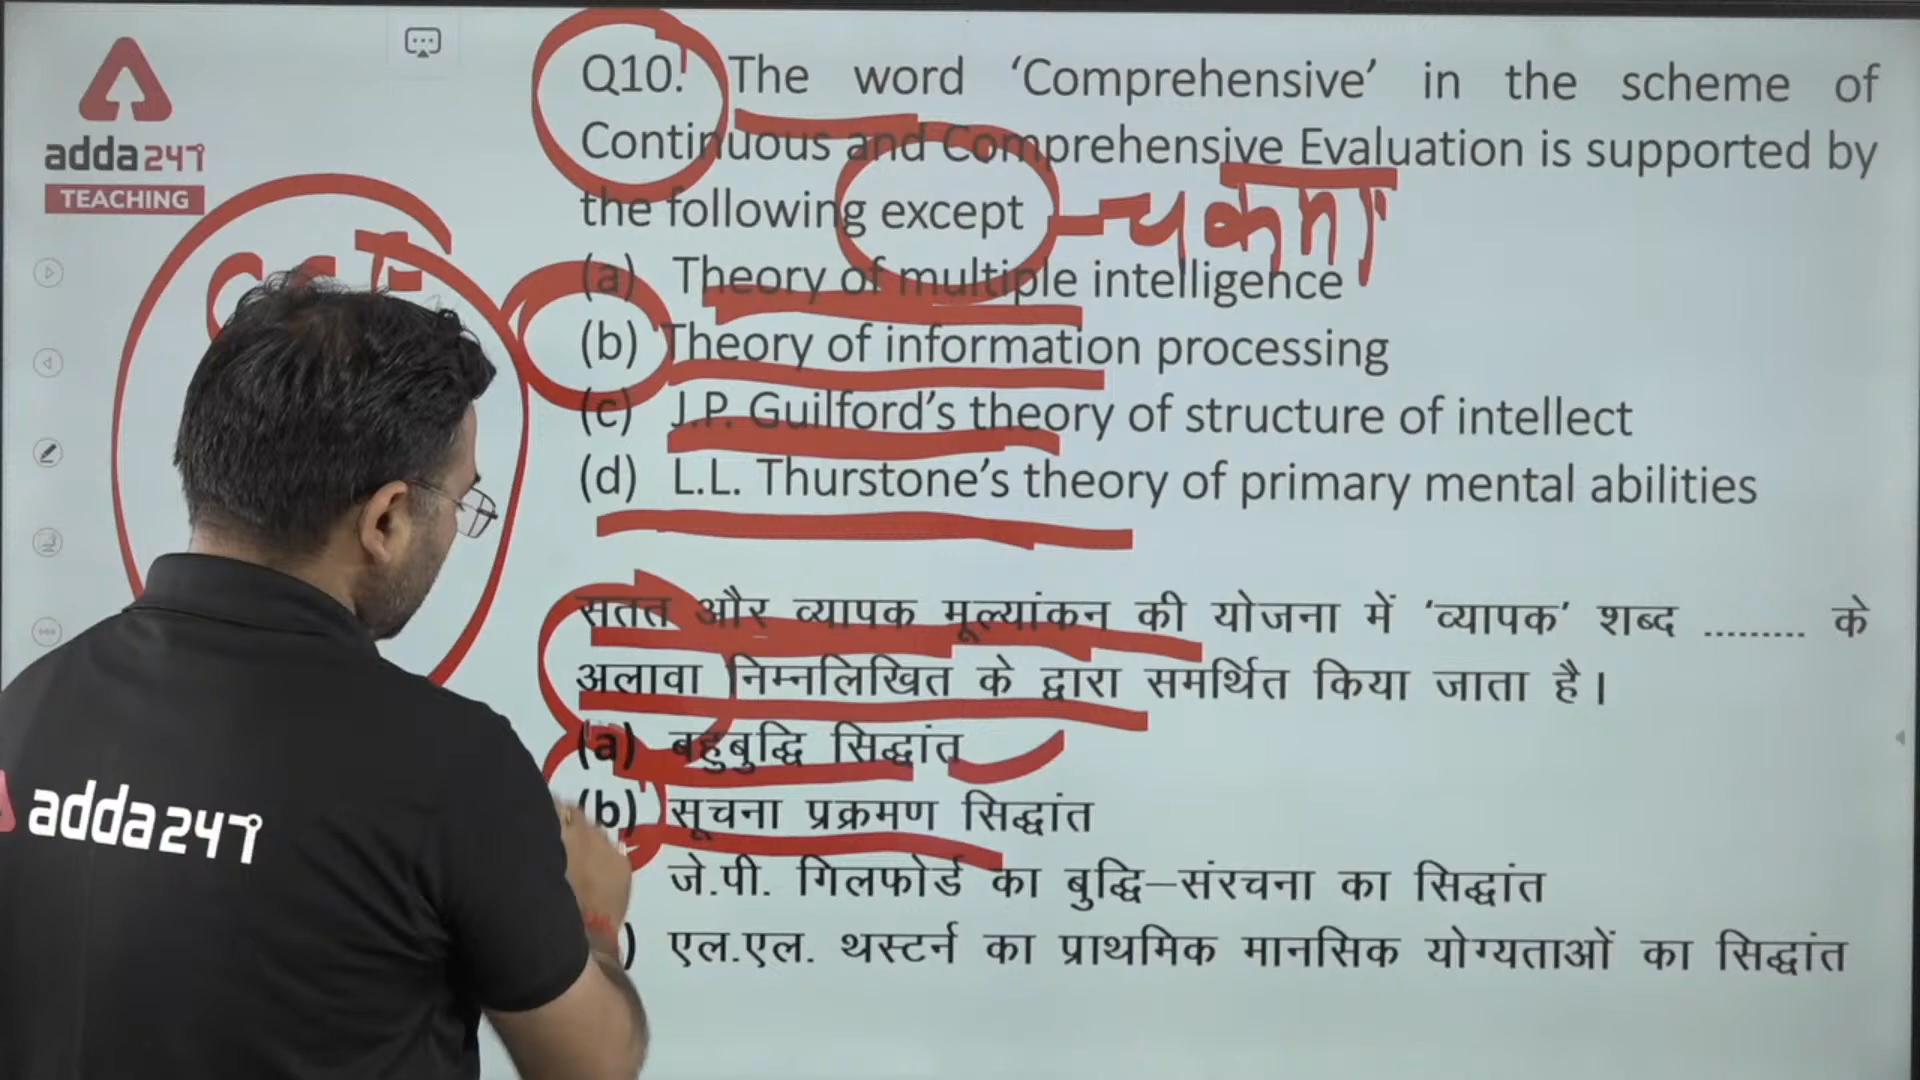 adda247
TEACHING
Q10. The word ‘Comprehensive’ in the scheme of
Continuous and Comprehensive Evaluation is supported by
the following except
(a) Theory of multiple intelligence
(b) Theory of information processing
(c) J.P. Guilford’s theory of structure of intellect
(d) L.L. Thurstone’s theory of primary mental abilities
सतत और व्यापक मूल्यांकन की योजना में ‘व्यापक’ शब्द ......... के
अलावा निम्नलिखित के द्वारा समर्थित किया जाता है।
(a) बहुबुद्धि सिद्धांत
(b) सूचना प्रक्रमण सिद्धांत
जे.पी. गिलफोर्ड का बुद्धि–संरचना का सिद्धांत
) एल.एल. थस्टर्न का प्राथमिक मानसिक योग्यताओं का सिद्धांत
adda247